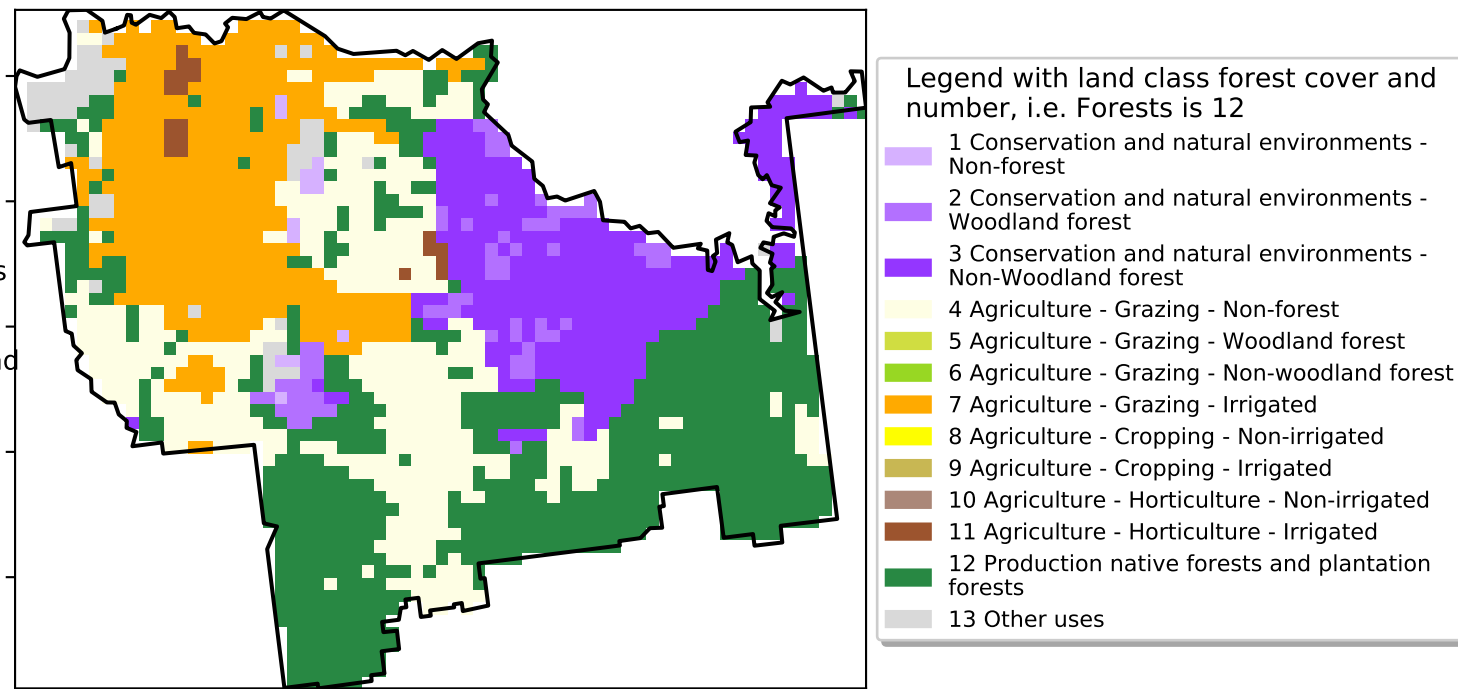 Legend with land class forest cover and
number, i.e. Forests is 12
1 Conservation and natural environments -
Non-forest
2 Conservation and natural environments -
Woodland forest
3 Conservation and natural environments -
Non-Woodland forest
4 Agriculture - Grazing - Non-forest
5 Agriculture - Grazing - Woodland forest
6 Agriculture - Grazing - Non-woodland forest
7 Agriculture - Grazing - Irrigated
8 Agriculture - Cropping - Non-irrigated
9 Agriculture - Cropping - Irrigated
10 Agriculture - Horticulture - Non-irrigated
11 Agriculture - Horticulture - Irrigated
12 Production native forests and plantation
forests
13 Other uses